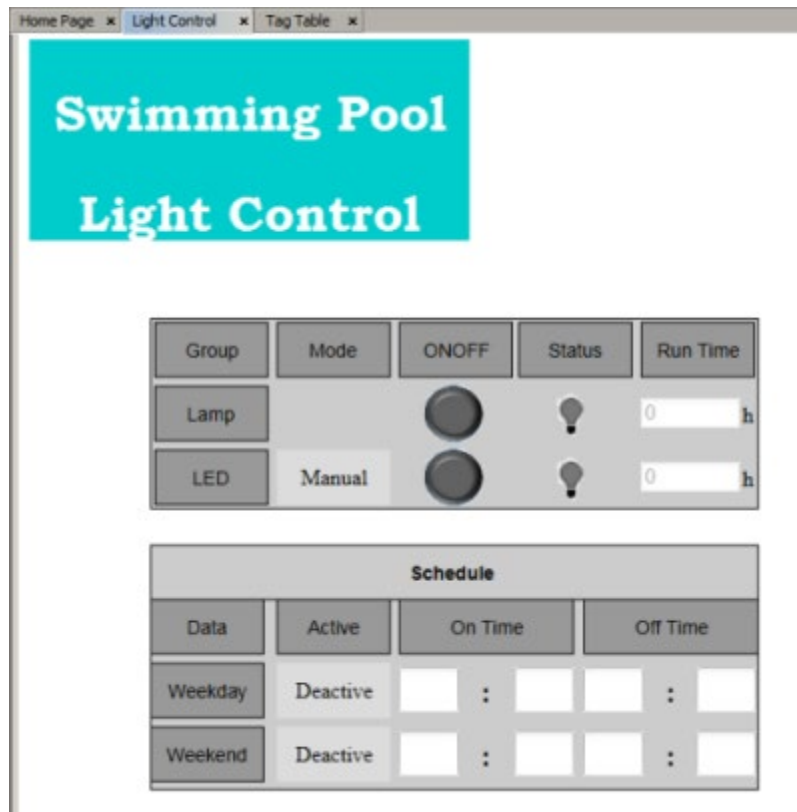 Home Page Light Control Tag Table
Swimming Pool
Light Control
Group Mode ONOFF Status Run Time
Lamp 0 h
LED Manual 0 h
Schedule
Data Active On Time Off Time
Weekday Deactive : :
Weekend Deactive : :